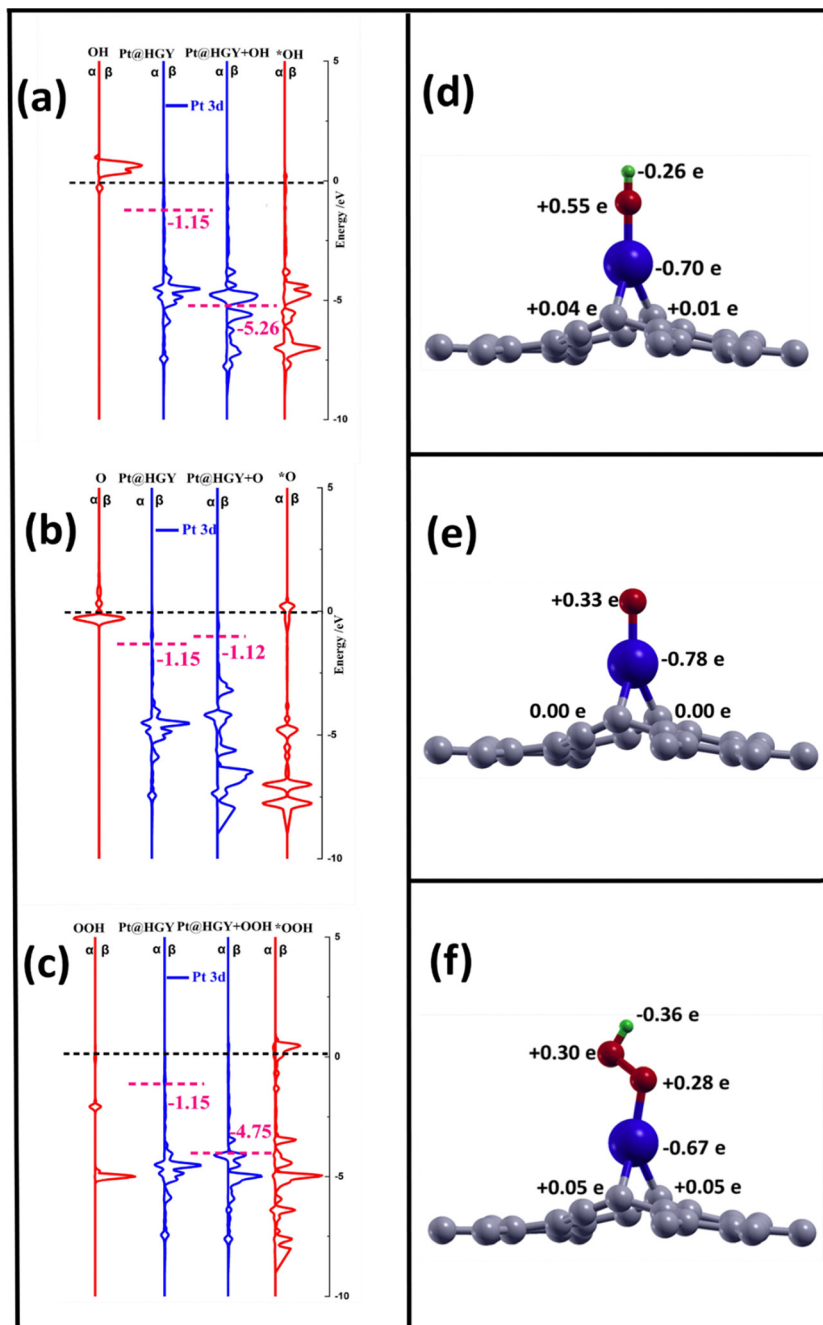 (a)
OH Pt@HGY Pt@HGY+OH *OH
α β α β α β α β
Pt 3d
5
0
-5
-10
Energy /eV
-1.15
-5.26
(b)
O Pt@HGY Pt@HGY+O *O
α β α β α β α β
Pt 3d
5
0
-5
-10
Energy /eV
-1.15
-1.12
(c)
OOH Pt@HGY Pt@HGY+OOH *OOH
α β α β α β α β
Pt 3d
5
0
-5
-10
Energy /eV
-1.15
-4.75
(d)
-0.26 e
+0.55 e
-0.70 e
+0.04 e +0.01 e
(e)
+0.33 e
-0.78 e
0.00 e 0.00 e
(f)
-0.36 e
+0.30 e
+0.28 e
-0.67 e
+0.05 e +0.05 e